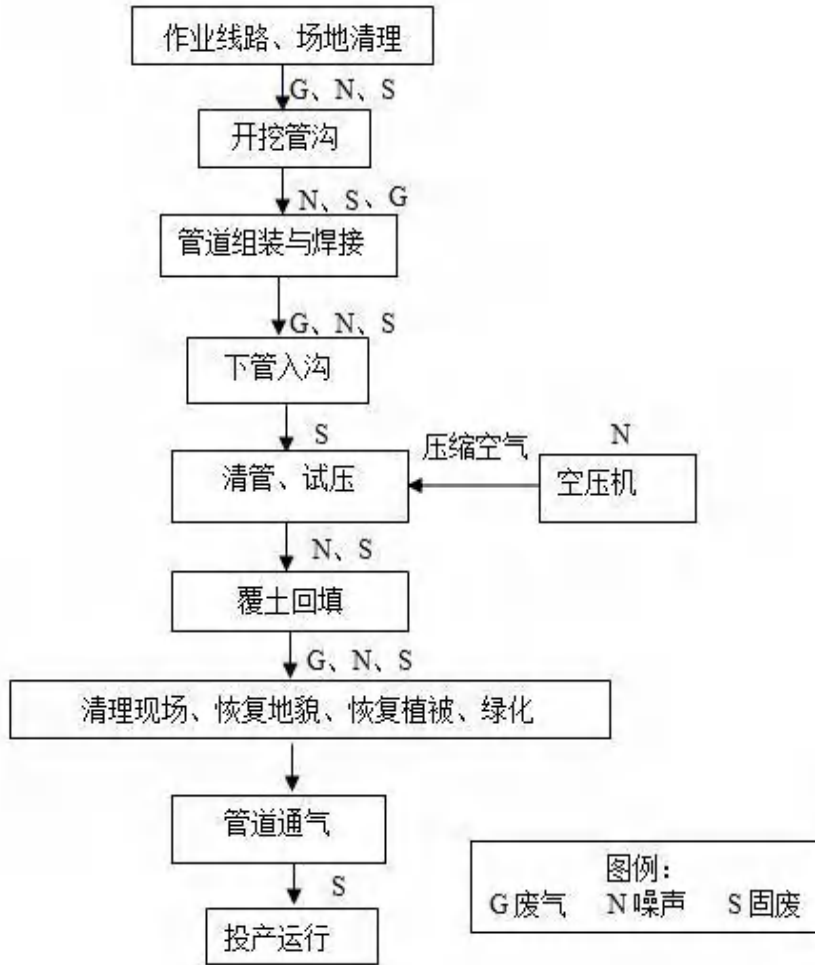 作业线路、场地清理
G、N、S
开挖管沟
N、S、G
管道组装与焊接
G、N、S
下管入沟
S
压缩空气
N
清管、试压
空压机
N、S
覆土回填
G、N、S
清理现场、恢复地貌、恢复植被、绿化
管道通气
S
投产运行
图例：
G废气 N噪声 S固废